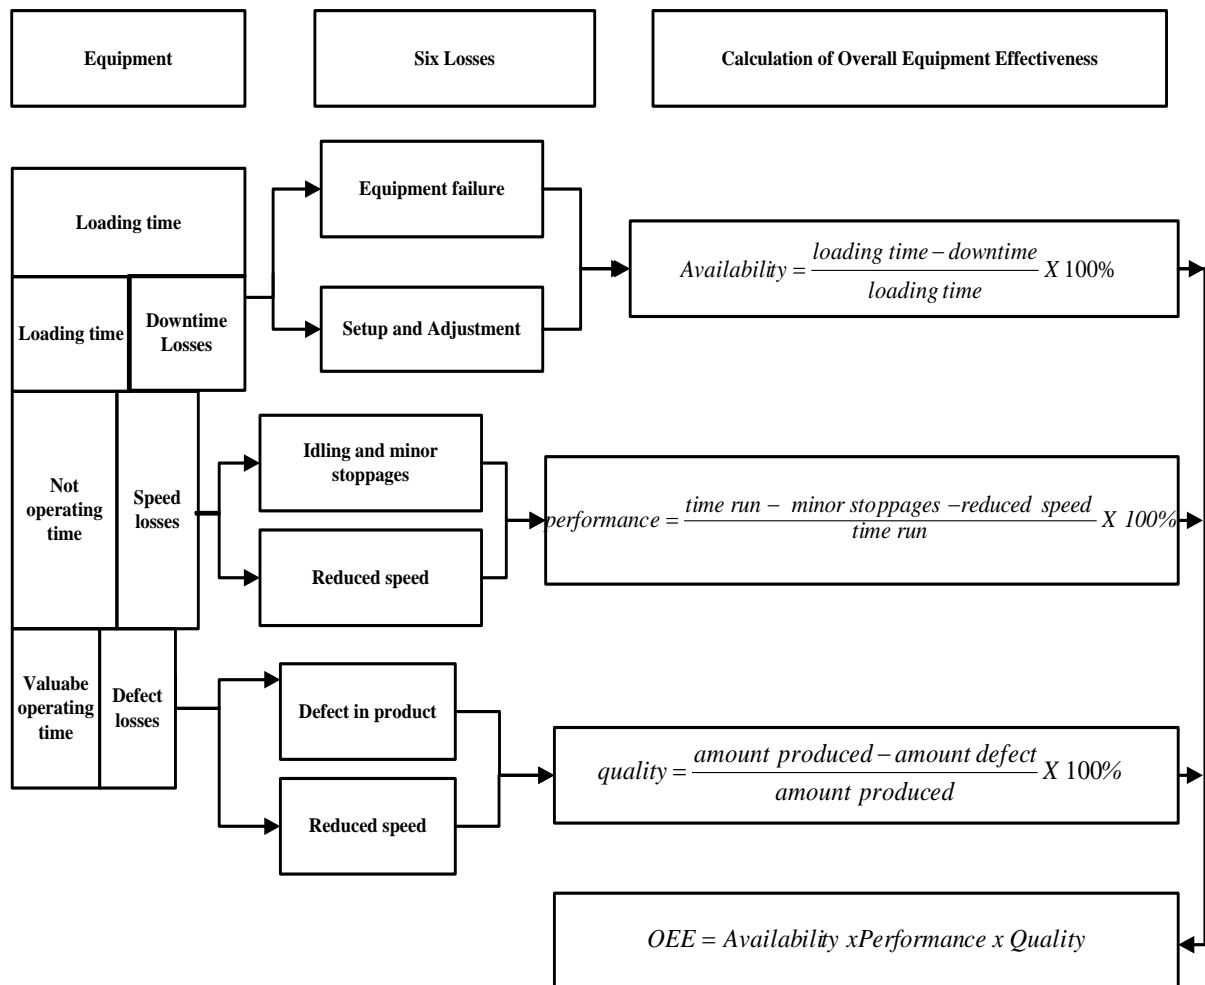 Equipment
Six Losses
Calculation of Overall Equipment Effectiveness
Loading time
Equipment failure
Availability = loading time – downtime / loading time X 100%
Loading time
Downtime
Losses
Setup and Adjustment
Not
operating
time
Speed
losses
Idling and minor
stoppages
Reduced speed
performance = time run – minor stoppages – reduced speed / time run X 100%
Valuabe
operating
time
Defect
losses
Defect in product
Reduced speed
quality = amount produced – amount defect / amount produced X 100%
OEE = Availability xPerformance x Quality